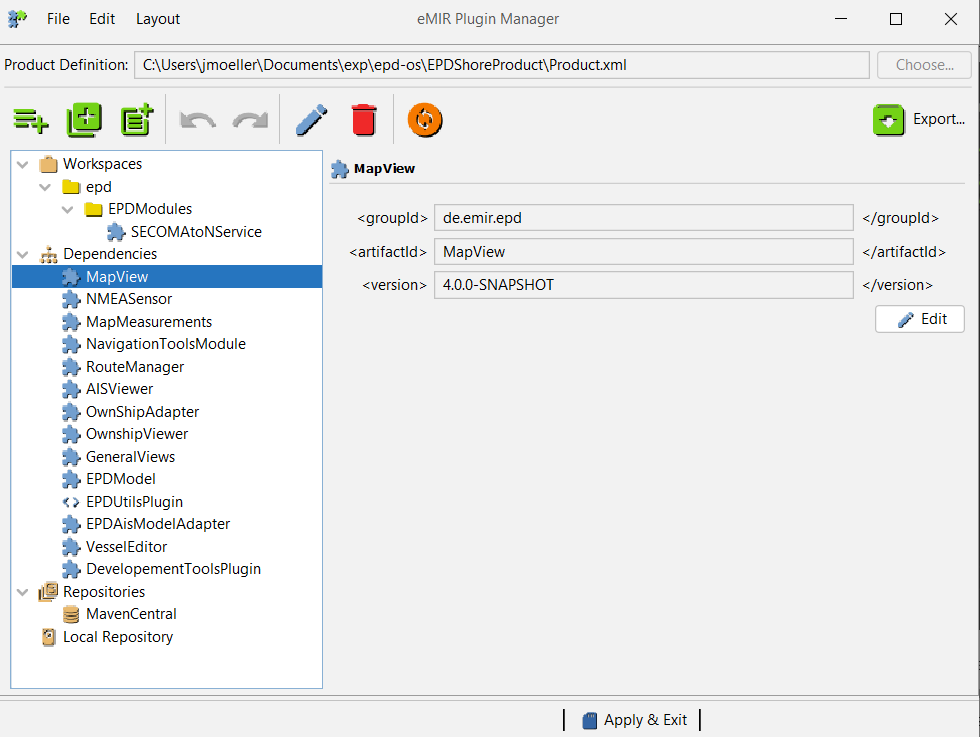 File Edit Layout eMIR Plugin Manager
Product Definition: C:\Users\jmoeller\Documents\exp\epd-os\EPDShoreProduct\Product.xml Choose...
Export...
Workspaces
epd
EPDModules
SECOMAtoNService
Dependencies
MapView
NMEASensor
MapMeasurements
NavigationToolsModule
RouteManager
AISViewer
OwnShipAdapter
OwnshipViewer
GeneralViews
EPDModel
EPDUtilsPlugin
EPDAisModelAdapter
VesselEditor
DevelopementToolsPlugin
Repositories
MavenCentral
Local Repository
MapView
<groupId> de.emir.epd </groupId>
<artifactId> MapView </artifactId>
<version> 4.0.0-SNAPSHOT </version>
Edit
Apply & Exit